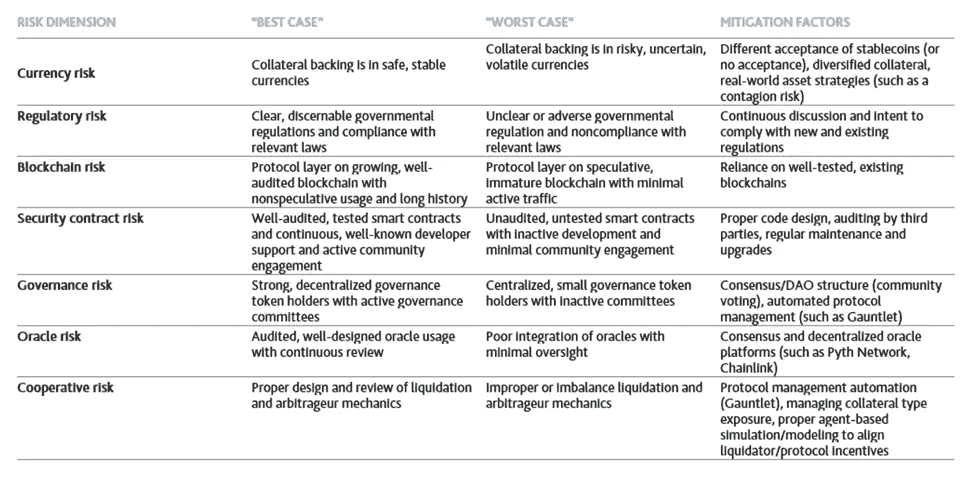 RISK DIMENSION "BEST CASE" "WORST CASE" MITIGATION FACTORS
Currency risk
Collateral backing is in safe, stable
currencies
Collateral backing is in risky, uncertain,
volatile currencies
Different acceptance of stablecoins (or
no acceptance), diversified collateral,
real-world asset strategies (such as a
contagion risk)
Regulatory risk
Clear, discernable governmental
regulations and compliance with
relevant laws
Unclear or adverse governmental
regulation and noncompliance with
relevant laws
Continuous discussion and intent to
comply with new and existing
regulations
Blockchain risk
Protocol layer on growing, well-
audited blockchain with
nonspeculative usage and long history
Protocol layer on speculative,
immature blockchain with minimal
active traffic
Reliance on well-tested, existing
blockchains
Security contract risk
Well-audited, tested smart contracts
and continuous, well-known developer
support and active community
engagement
Unaudited, untested smart contracts
with inactive development and
minimal community engagement
Proper code design, auditing by third
parties, regular maintenance and
upgrades
Governance risk
Strong, decentralized governance
token holders with active governance
committees
Centralized, small governance token
holders with inactive committees
Consensus/DAO structure (community
voting), automated protocol
management (such as Gauntlet)
Oracle risk
Audited, well-designed oracle usage
with continuous review
Poor integration of oracles with
minimal oversight
Consensus and decentralized oracle
platforms (such as Pyth Network,
Chainlink)
Cooperative risk
Proper design and review of liquidation
and arbitrageur mechanics
Improper or imbalance liquidation and
arbitrageur mechanics
Protocol management automation
(Gauntlet), managing collateral type
exposure, proper agent-based
simulation/modeling to align
liquidator/protocol incentives